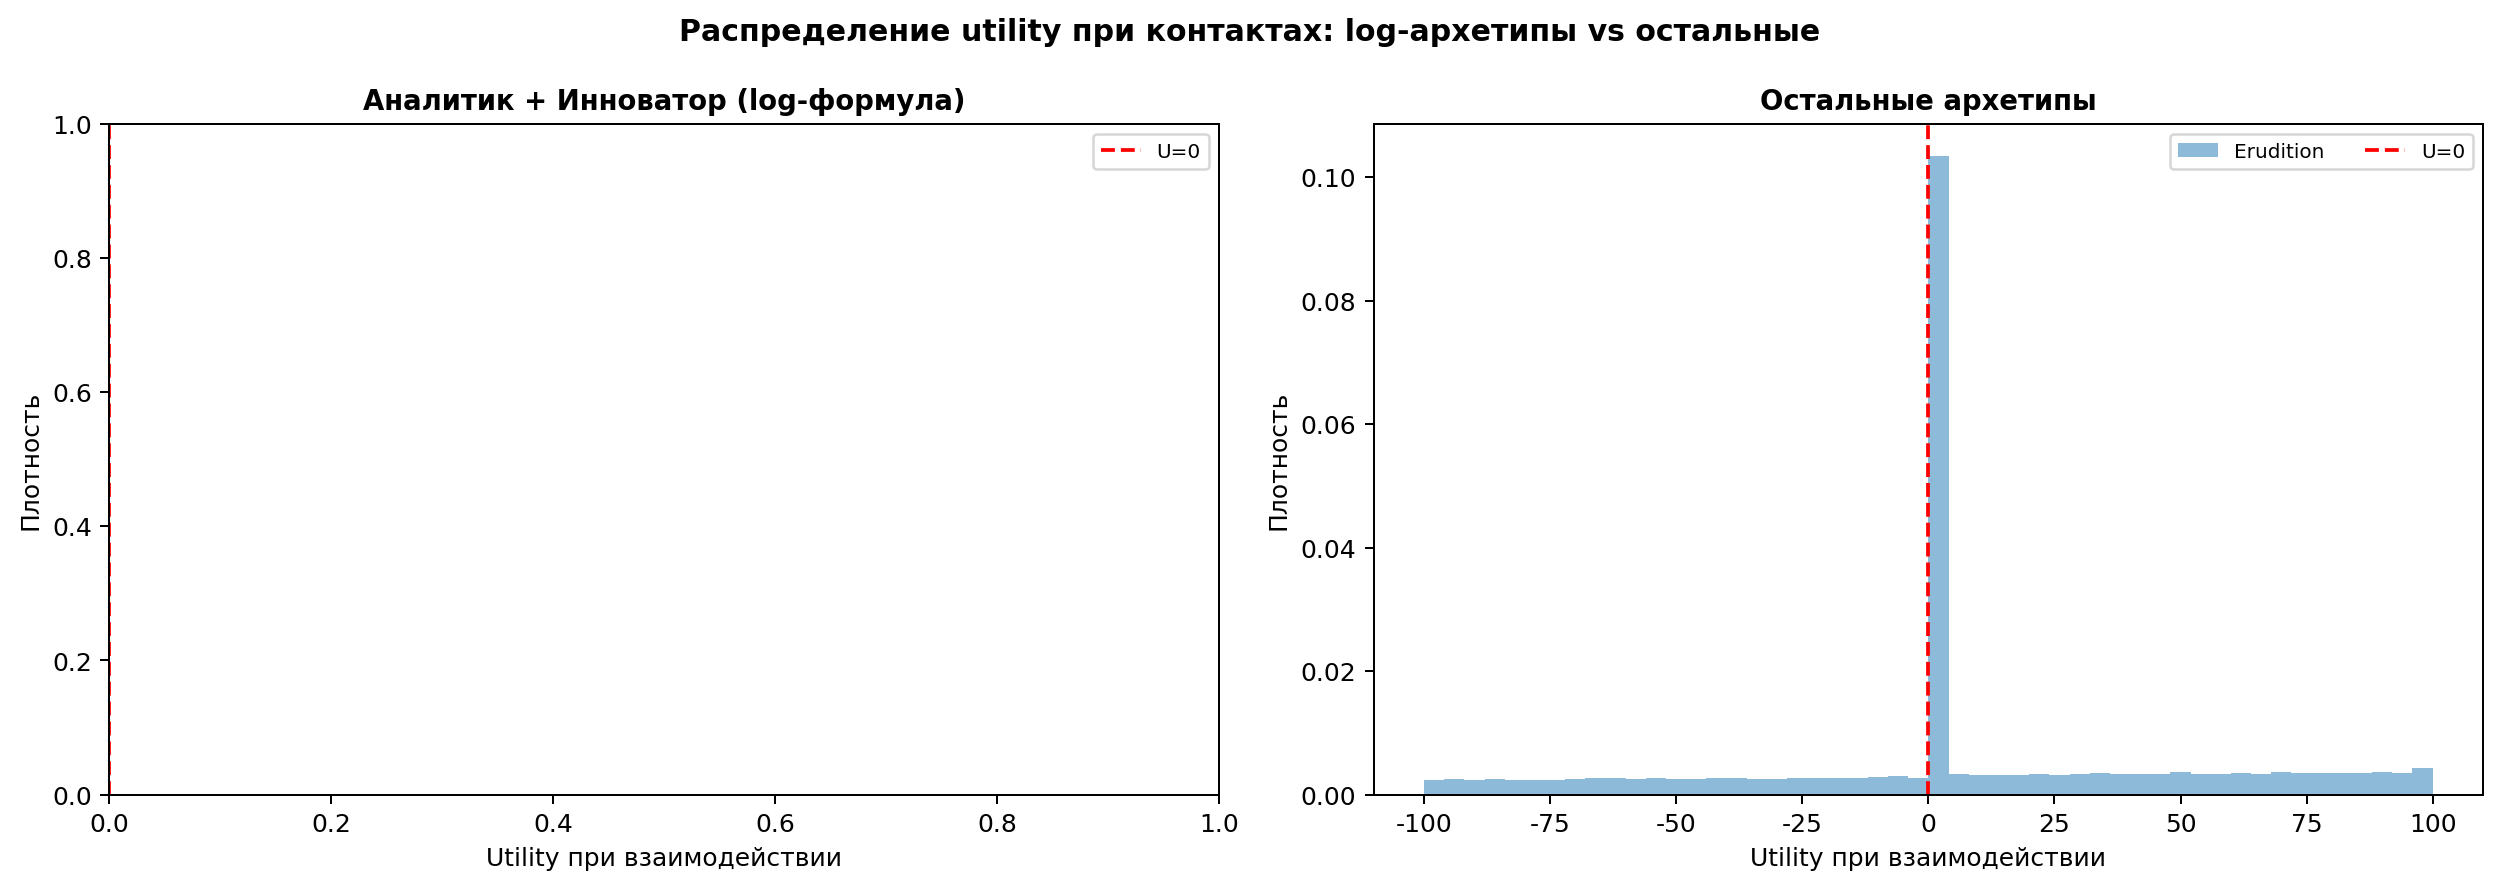 Распределение utility при контактах: log-архетипы vs остальные
Аналитик + Инноватор (log-формула)
U=0
Плотность
1.0
0.8
0.6
0.4
0.2
0.0
0.0 0.2 0.4 0.6 0.8 1.0
Utility при взаимодействии
Остальные архетипы
Erudition U=0
Плотность
0.10
0.08
0.06
0.04
0.02
0.00
-100 -75 -50 -25 0 25 50 75 100
Utility при взаимодействии